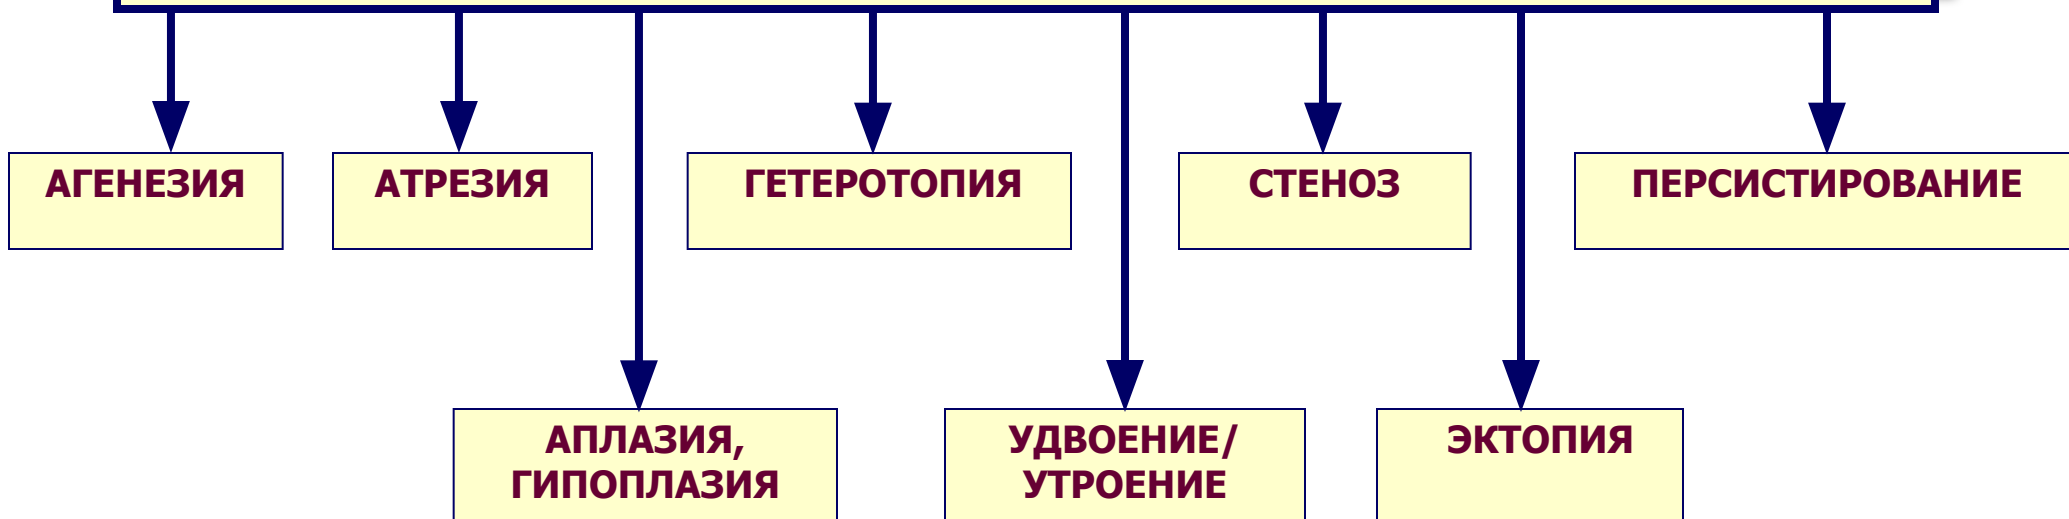 АГЕНЕЗИЯ
АТРЕЗИЯ
ГЕТЕРОТОПИЯ
СТЕНОЗ
ПЕРСИСТИРОВАНИЕ
АПЛАЗИЯ,
ГИПОПЛАЗИЯ
УДВОЕНИЕ/
УТРОЕНИЕ
ЭКТОПИЯ